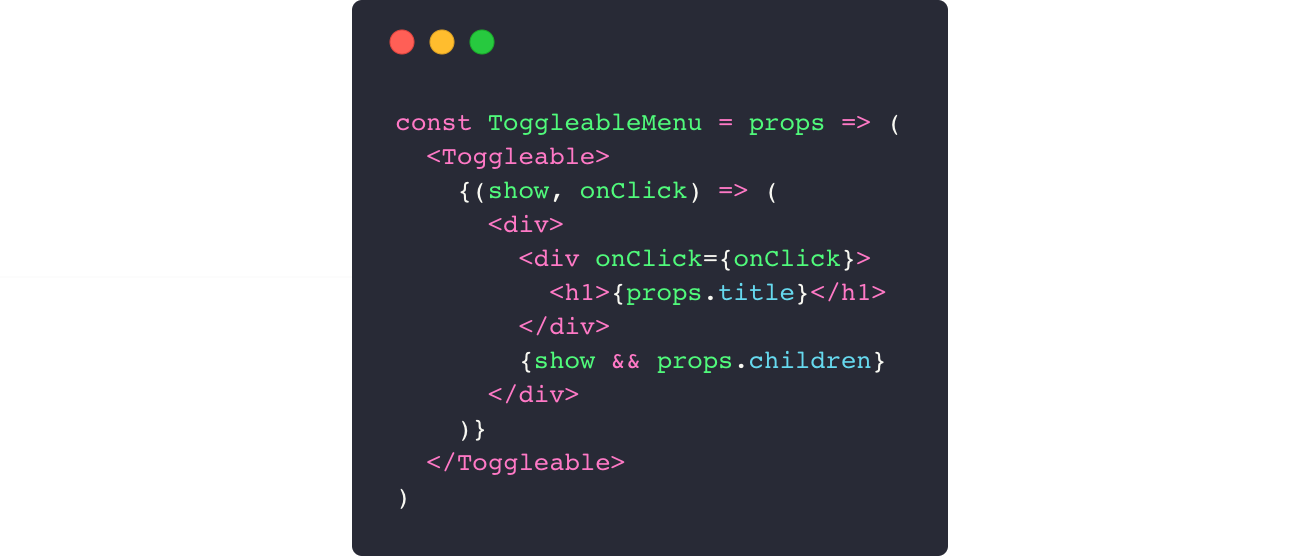 const ToggleableMenu = props => (
  <Toggleable>
    {(show, onClick) => (
      <div>
        <div onClick={onClick}>
          <h1>{props.title}</h1>
        </div>
        {show && props.children}
      </div>
    )}
  </Toggleable>
)